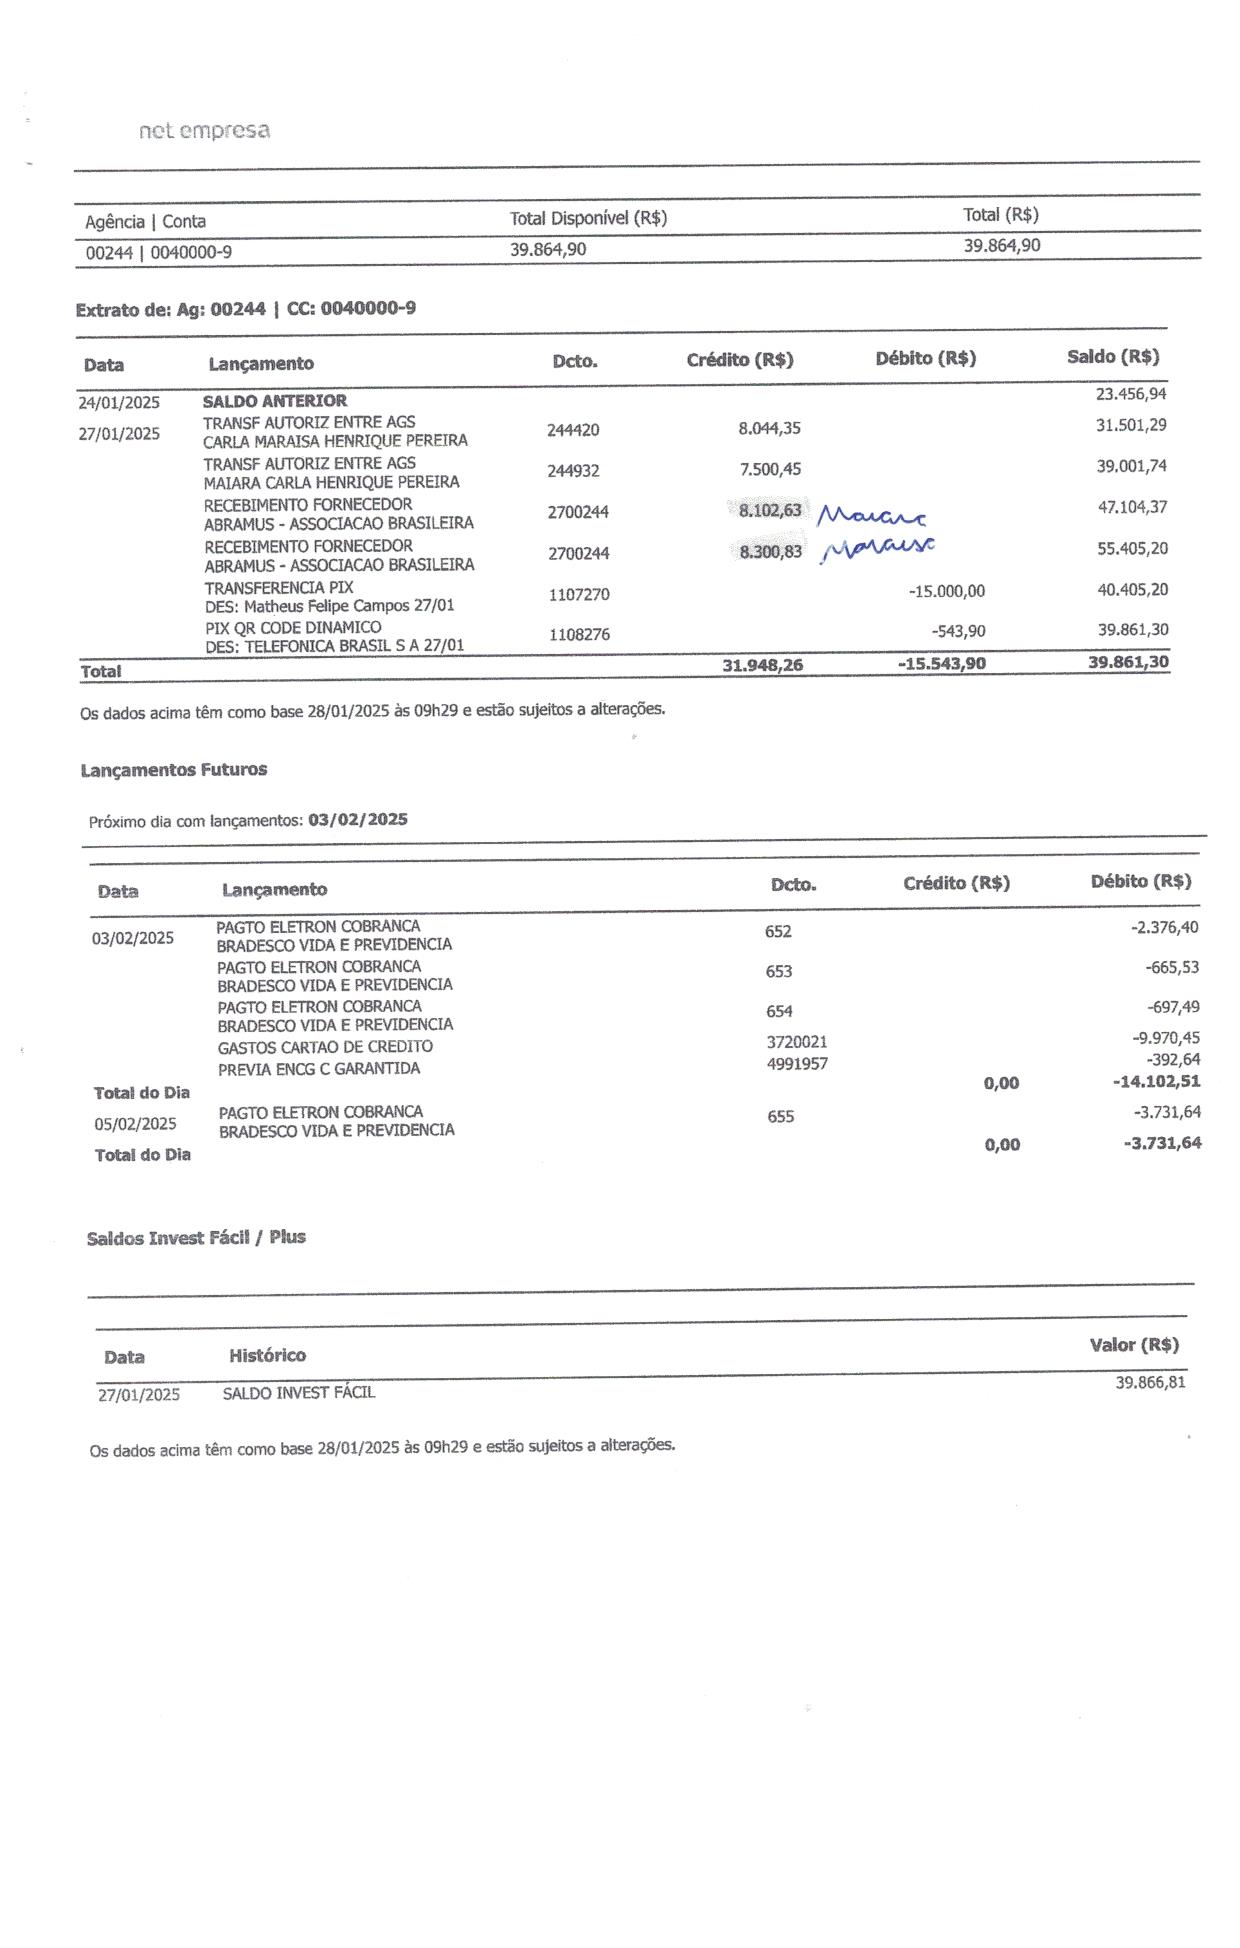 net empresa
Agência | Conta Total Disponível (R$) Total (R$)
00244 | 0040000-9 39.864,90 39.864,90
Extrato de: Ag: 00244 | CC: 0040000-9
Data Lançamento Dcto. Crédito (R$) Débito (R$) Saldo (R$)
24/01/2025 SALDO ANTERIOR 23.456,94
27/01/2025 TRANSF AUTORIZ ENTRE AGS
CARLA MARAISA HENRIQUE PEREIRA 244420 8.044,35 31.501,29
TRANSF AUTORIZ ENTRE AGS
MAIARA CARLA HENRIQUE PEREIRA 244932 7.500,45 39.001,74
RECEBIMENTO FORNECEDOR
ABRAMUS - ASSOCIACAO BRASILEIRA 2700244 8.102,63 Maiara 47.104,37
RECEBIMENTO FORNECEDOR
ABRAMUS - ASSOCIACAO BRASILEIRA 2700244 8.300,83 Maraisa 55.405,20
TRANSFERENCIA PIX
DES: Matheus Felipe Campos 27/01 1107270 -15.000,00 40.405,20
PIX QR CODE DINAMICO
DES: TELEFONICA BRASIL S A 27/01 1108276 -543,90 39.861,30
Total 31.948,26 -15.543,90 39.861,30
Os dados acima têm como base 28/01/2025 às 09h29 e estão sujeitos a alterações.
Lançamentos Futuros
Próximo dia com lançamentos: 03/02/2025
Data Lançamento Dcto. Crédito (R$) Débito (R$)
03/02/2025 PAGTO ELETRON COBRANCA
BRADESCO VIDA E PREVIDENCIA 652 -2.376,40
PAGTO ELETRON COBRANCA
BRADESCO VIDA E PREVIDENCIA 653 -665,53
PAGTO ELETRON COBRANCA
BRADESCO VIDA E PREVIDENCIA 654 -697,49
GASTOS CARTAO DE CREDITO 3720021 -9.970,45
PREVIA ENCG C GARANTIDA 4991957 -392,64
Total do Dia 0,00 -14.102,51
05/02/2025 PAGTO ELETRON COBRANCA
BRADESCO VIDA E PREVIDENCIA 655 -3.731,64
Total do Dia 0,00 -3.731,64
Saldos Invest Fácil / Plus
Data Histórico Valor (R$)
27/01/2025 SALDO INVEST FÁCIL 39.866,81
Os dados acima têm como base 28/01/2025 às 09h29 e estão sujeitos a alterações.